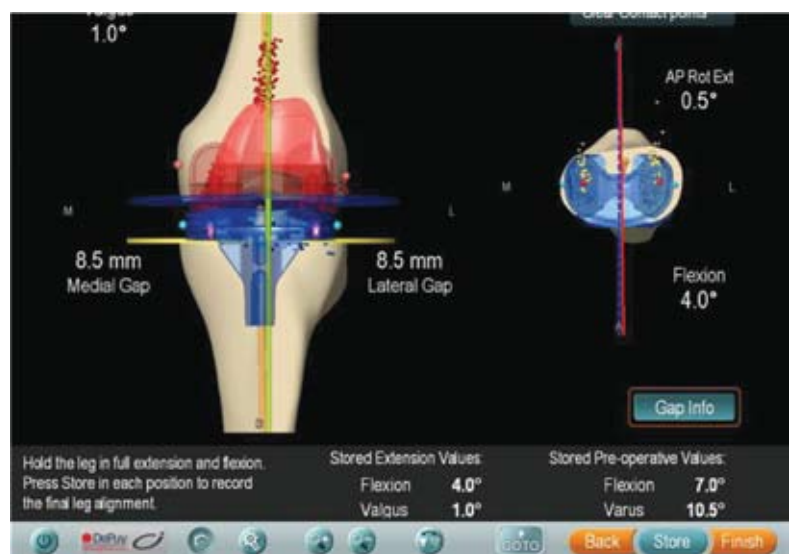 Valgus
1.0°
Clear Contact points
AP Rot Ext
0.5°
M
L
M
L
8.5 mm
Medial Gap
8.5 mm
Lateral Gap
Flexion
4.0°
Gap Info
Hold the leg in full extension and flexion.
Press Store in each position to record
the final leg alignment.
Stored Extension Values:
Flexion 4.0°
Valgus 1.0°
Stored Pre-operative Values:
Flexion 7.0°
Varus 10.5°
DePuy
GOTO
Back
Store
Finish